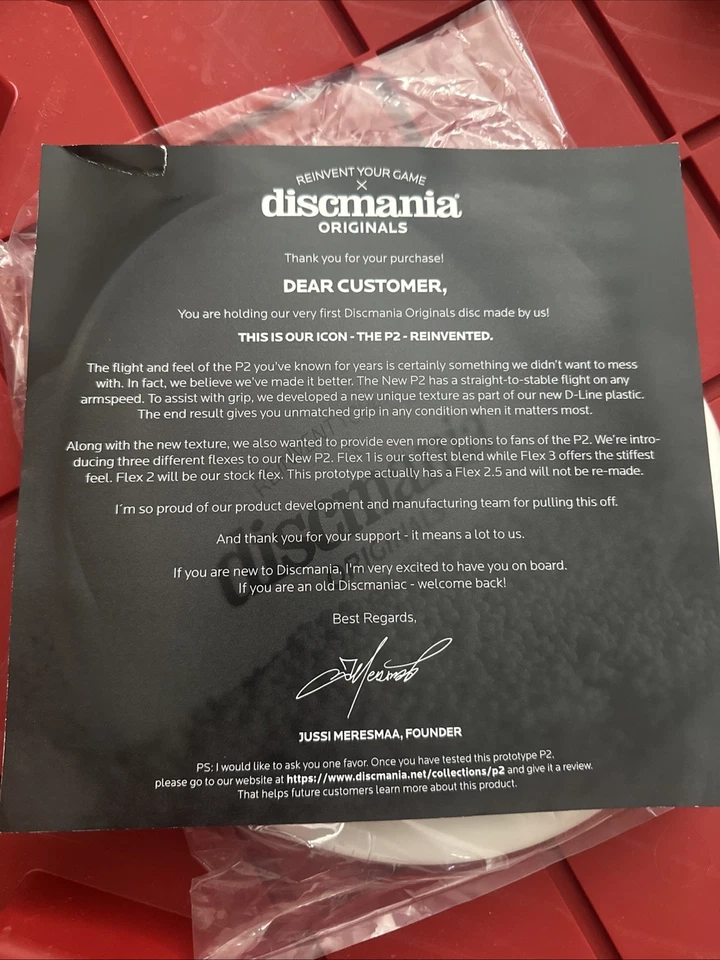 REINVENT YOUR GAME
×
discmania®
ORIGINALS
Thank you for your purchase!
DEAR CUSTOMER,
You are holding our very first Discmania Originals disc made by us!
THIS IS OUR ICON - THE P2 - REINVENTED.
The flight and feel of the P2 you've known for years is certainly something we didn't want to mess
with. In fact, we believe we've made it better. The New P2 has a straight-to-stable flight on any
armspeed. To assist with grip, we developed a new unique texture as part of our new D-Line plastic.
The end result gives you unmatched grip in any condition when it matters most.
Along with the new texture, we also wanted to provide even more options to fans of the P2. We're intro-
ducing three different flexes to our New P2. Flex 1 is our softest blend while Flex 3 offers the stiffest
feel. Flex 2 will be our stock flex. This prototype actually has a Flex 2.5 and will not be re-made.
I´m so proud of our product development and manufacturing team for pulling this off.
And thank you for your support - it means a lot to us.
If you are new to Discmania, I'm very excited to have you on board.
If you are an old Discmaniac - welcome back!
Best Regards,
JMeresmaa
JUSSI MERESMAA, FOUNDER
PS: I would like to ask you one favor. Once you have tested this prototype P2,
please go to our website at https://www.discmania.net/collections/p2 and give it a review.
That helps future customers learn more about this product.